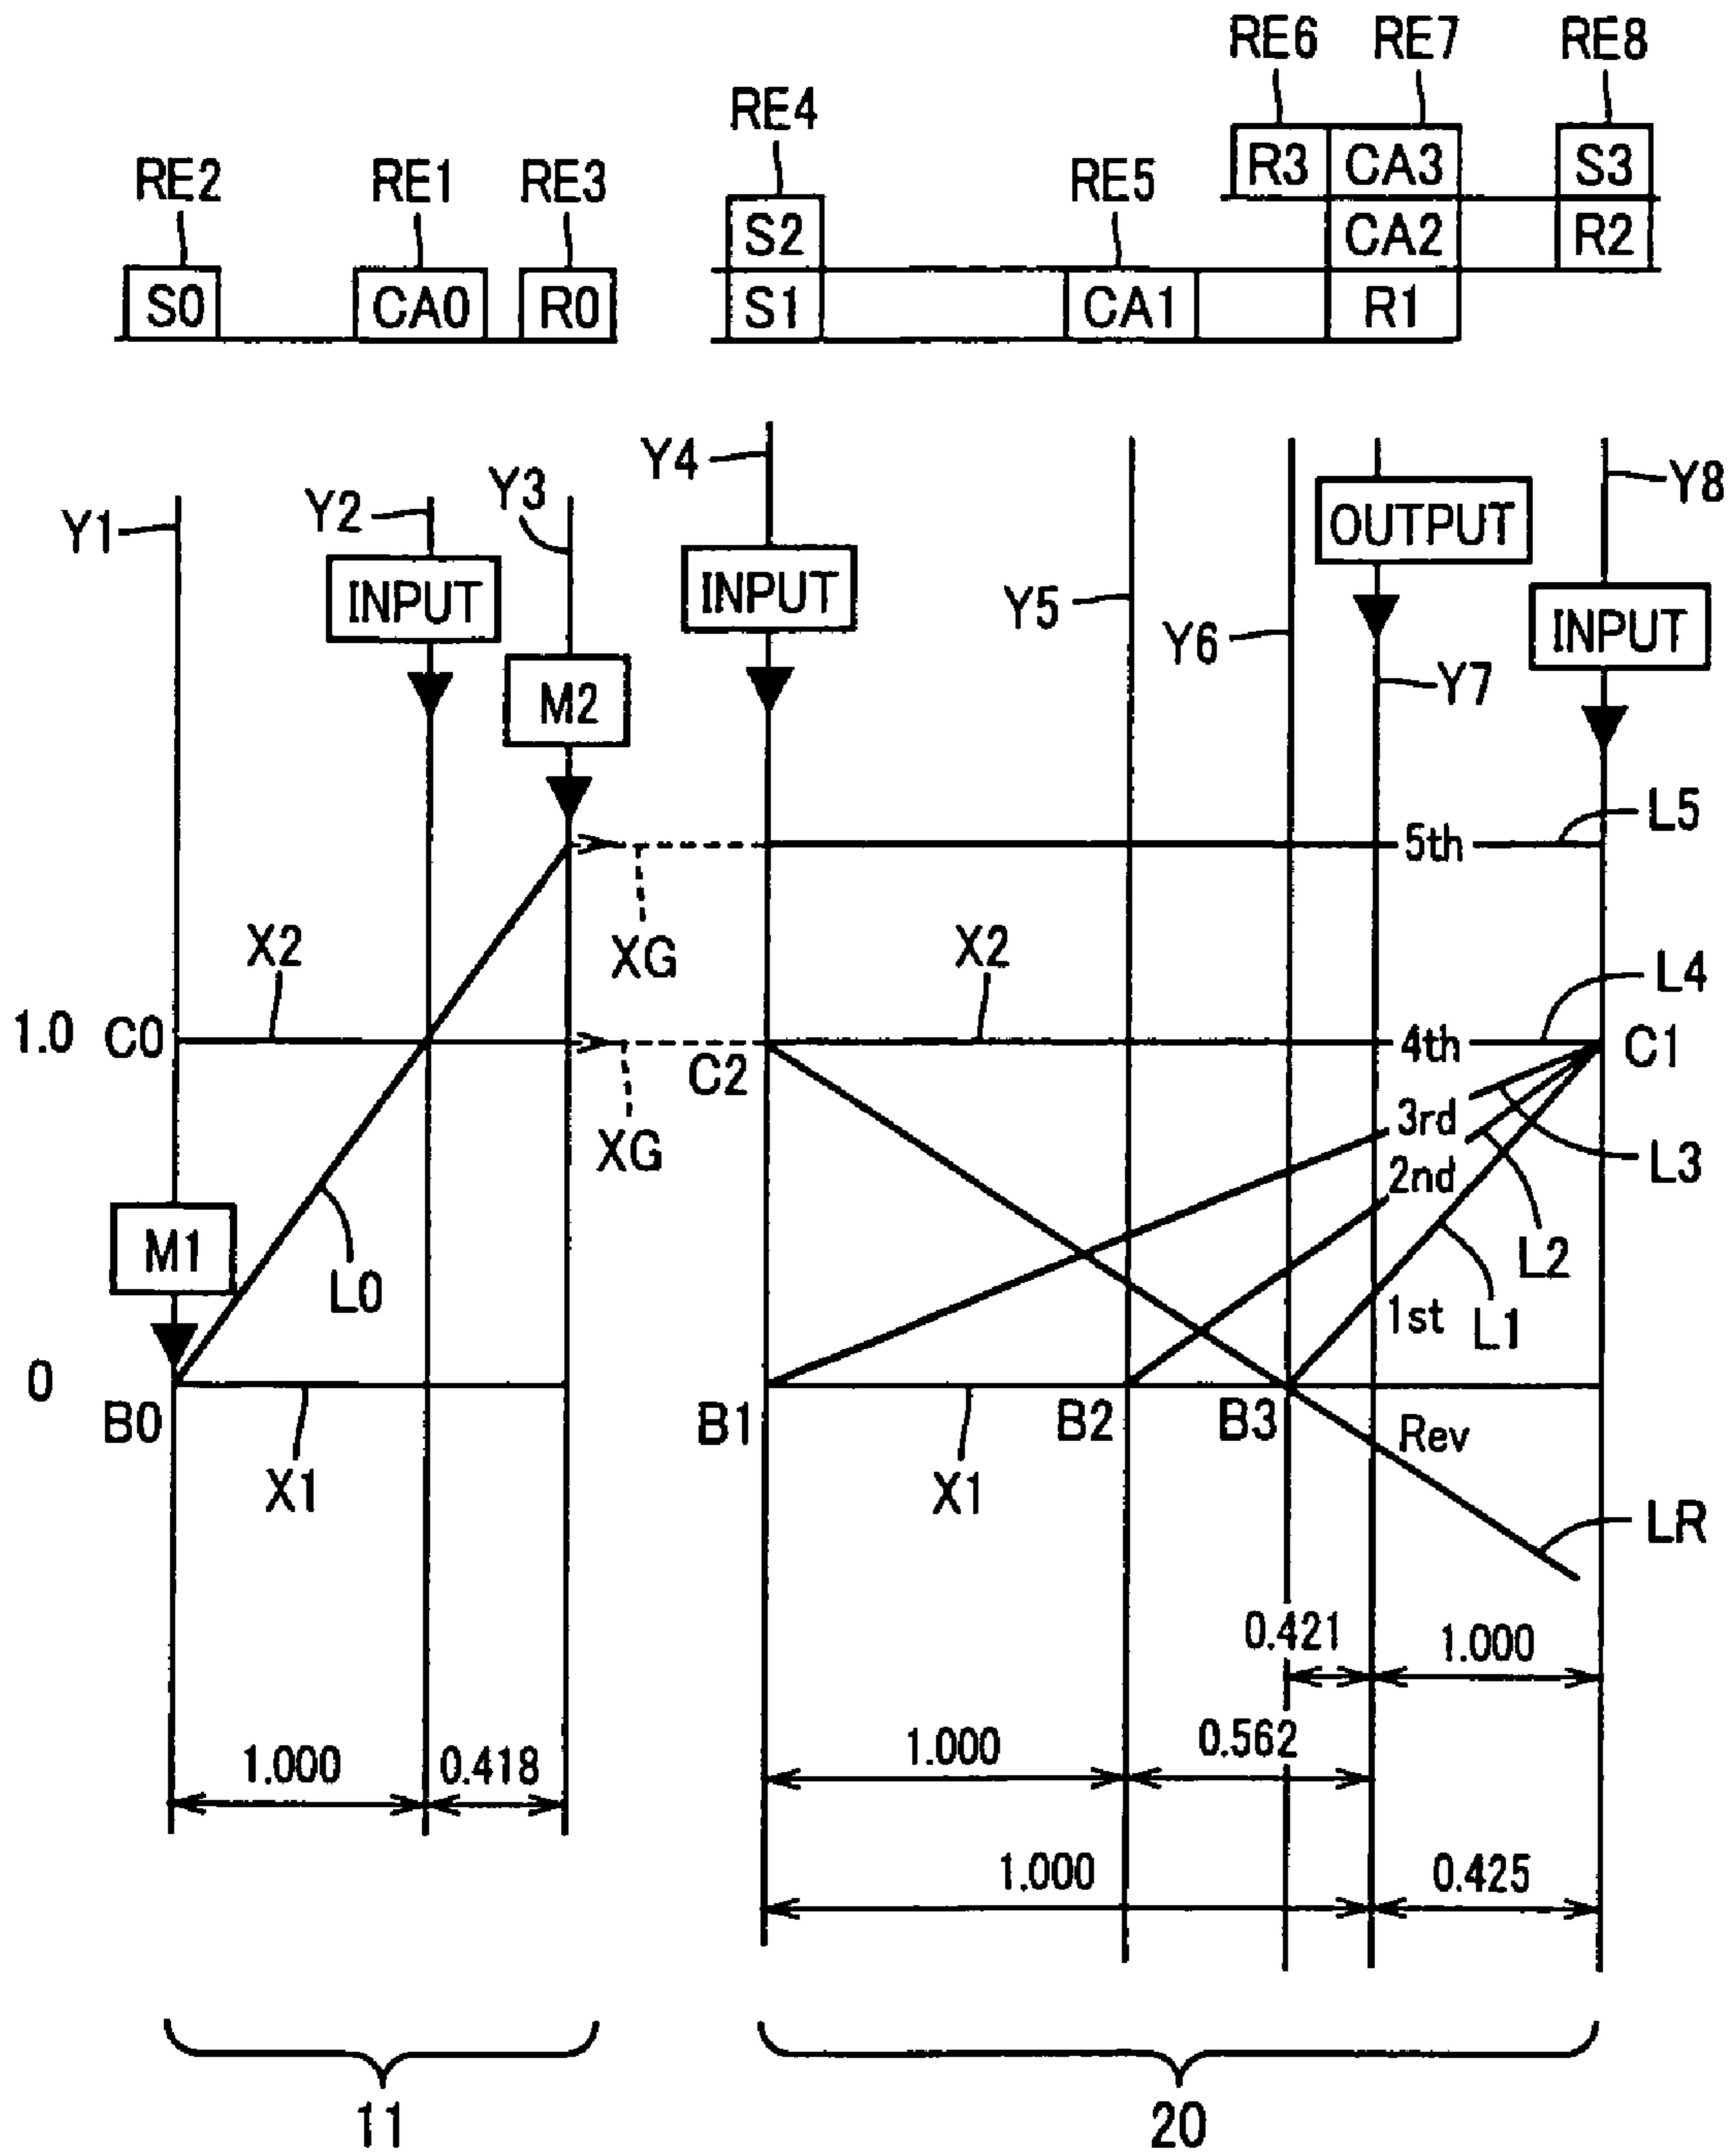 RE6 RE7 RE8
RE4
RE2 RE1 RE3 RE5
R3 CA3 S3
S2 CA2 R2
S0 CA0 R0 S1 CA1 R1
Y4 Y8
Y1 Y2 Y3 OUTPUT
INPUT INPUT Y5 Y6 INPUT
M2 Y7
L5
5th
X2 XG X2 L4
1.0 C0 4th C1
C2
3rd
XG L3
2nd
M1 L0 L2
1st L1
0
B0 B1 B2 B3 Rev
X1 X1
LR
0.421 1.000
1.000 0.418 1.000 0.562
1.000 0.425
11 20